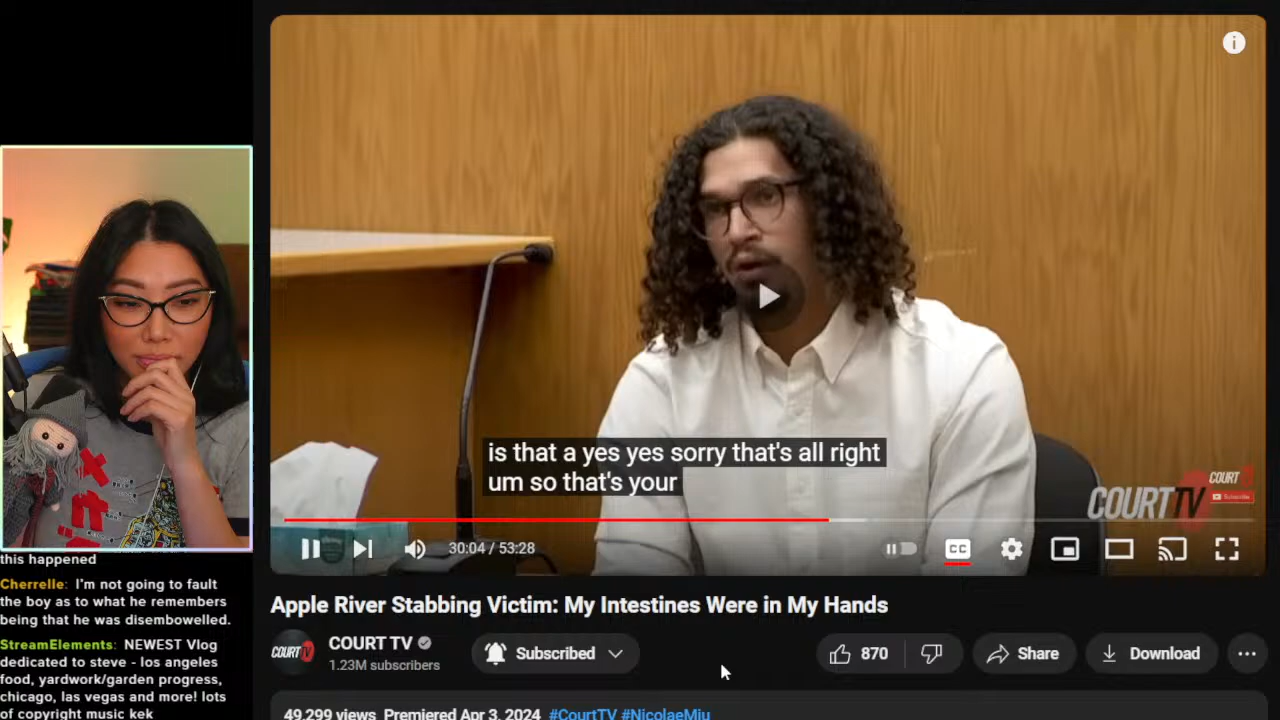 is that a yes yes sorry that's all right
um so that's your
COURT TV
COURT
Subscribe
30:04 / 53:28
CC
Apple River Stabbing Victim: My Intestines Were in My Hands
COURT
COURT TV
1.23M subscribers
Subscribed
870
Share
Download
49,299 views Premiered Apr 3, 2024 #CourtTV #NicolaeMiu
this happened
Cherrelle: I'm not going to fault
the boy as to what he remembers
being that he was disembowelled.
StreamElements: NEWEST Vlog
dedicated to steve - los angeles
food, yardwork/garden progress,
chicago, las vegas and more! lots
of copyright music kek